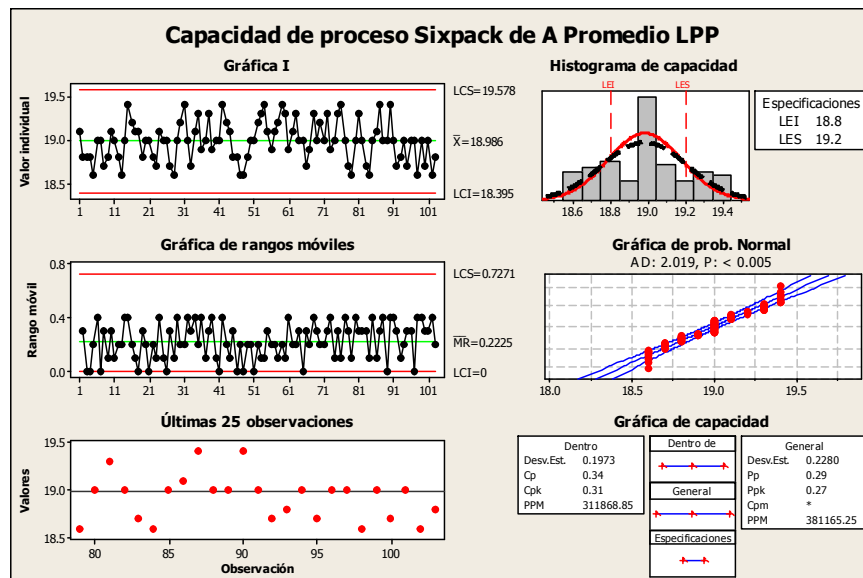 Capacidad de proceso Sixpack de A Promedio LPP
Gráfica I
Valor individual
19.5
19.0
18.5
1 11 21 31 41 51 61 71 81 91 101
LCS=19.578
X=18.986
LCI=18.395
Histograma de capacidad
LEI LES
18.6 18.8 19.0 19.2 19.4
Especificaciones
LEI 18.8
LES 19.2
Gráfica de rangos móviles
Rango móvil
0.8
0.4
0.0
1 11 21 31 41 51 61 71 81 91 101
LCS=0.7271
MR=0.2225
LCI=0
Gráfica de prob. Normal
AD: 2.019, P: < 0.005
18.0 18.5 19.0 19.5
Últimas 25 observaciones
Valores
19.5
19.0
18.5
80 85 90 95 100
Observación
Gráfica de capacidad
Dentro
Desv.Est. 0.1973
Cp 0.34
Cpk 0.31
PPM 311868.85
Dentro de
General
Especificaciones
General
Desv.Est. 0.2280
Pp 0.29
Ppk 0.27
Cpm *
PPM 381165.25